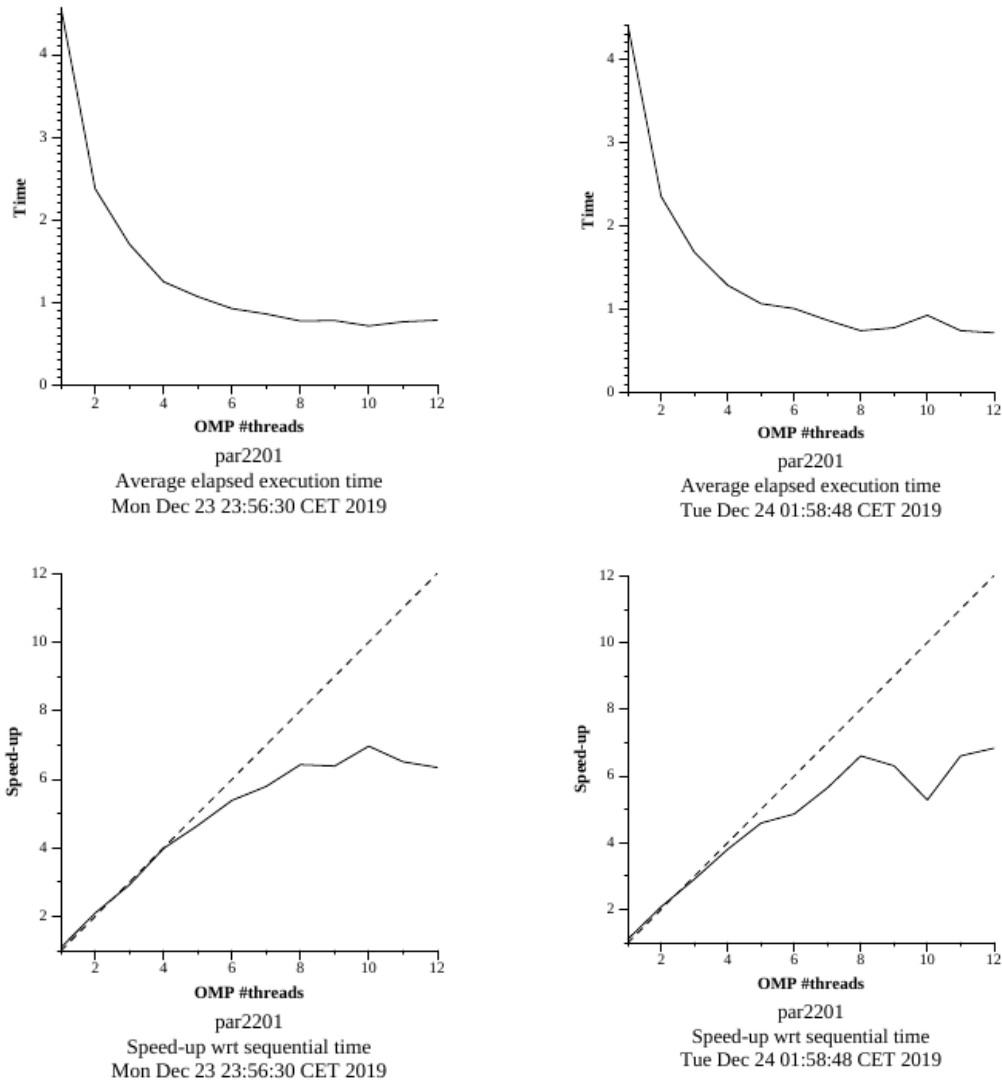 4
3
2
1
0
Time
2 4 6 8 10 12
OMP #threads
par2201
Average elapsed execution time
Mon Dec 23 23:56:30 CET 2019
4
3
2
1
0
Time
2 4 6 8 10 12
OMP #threads
par2201
Average elapsed execution time
Tue Dec 24 01:58:48 CET 2019
12
10
8
6
4
2
Speed-up
2 4 6 8 10 12
OMP #threads
par2201
Speed-up wrt sequential time
Mon Dec 23 23:56:30 CET 2019
12
10
8
6
4
2
Speed-up
2 4 6 8 10 12
OMP #threads
par2201
Speed-up wrt sequential time
Tue Dec 24 01:58:48 CET 2019